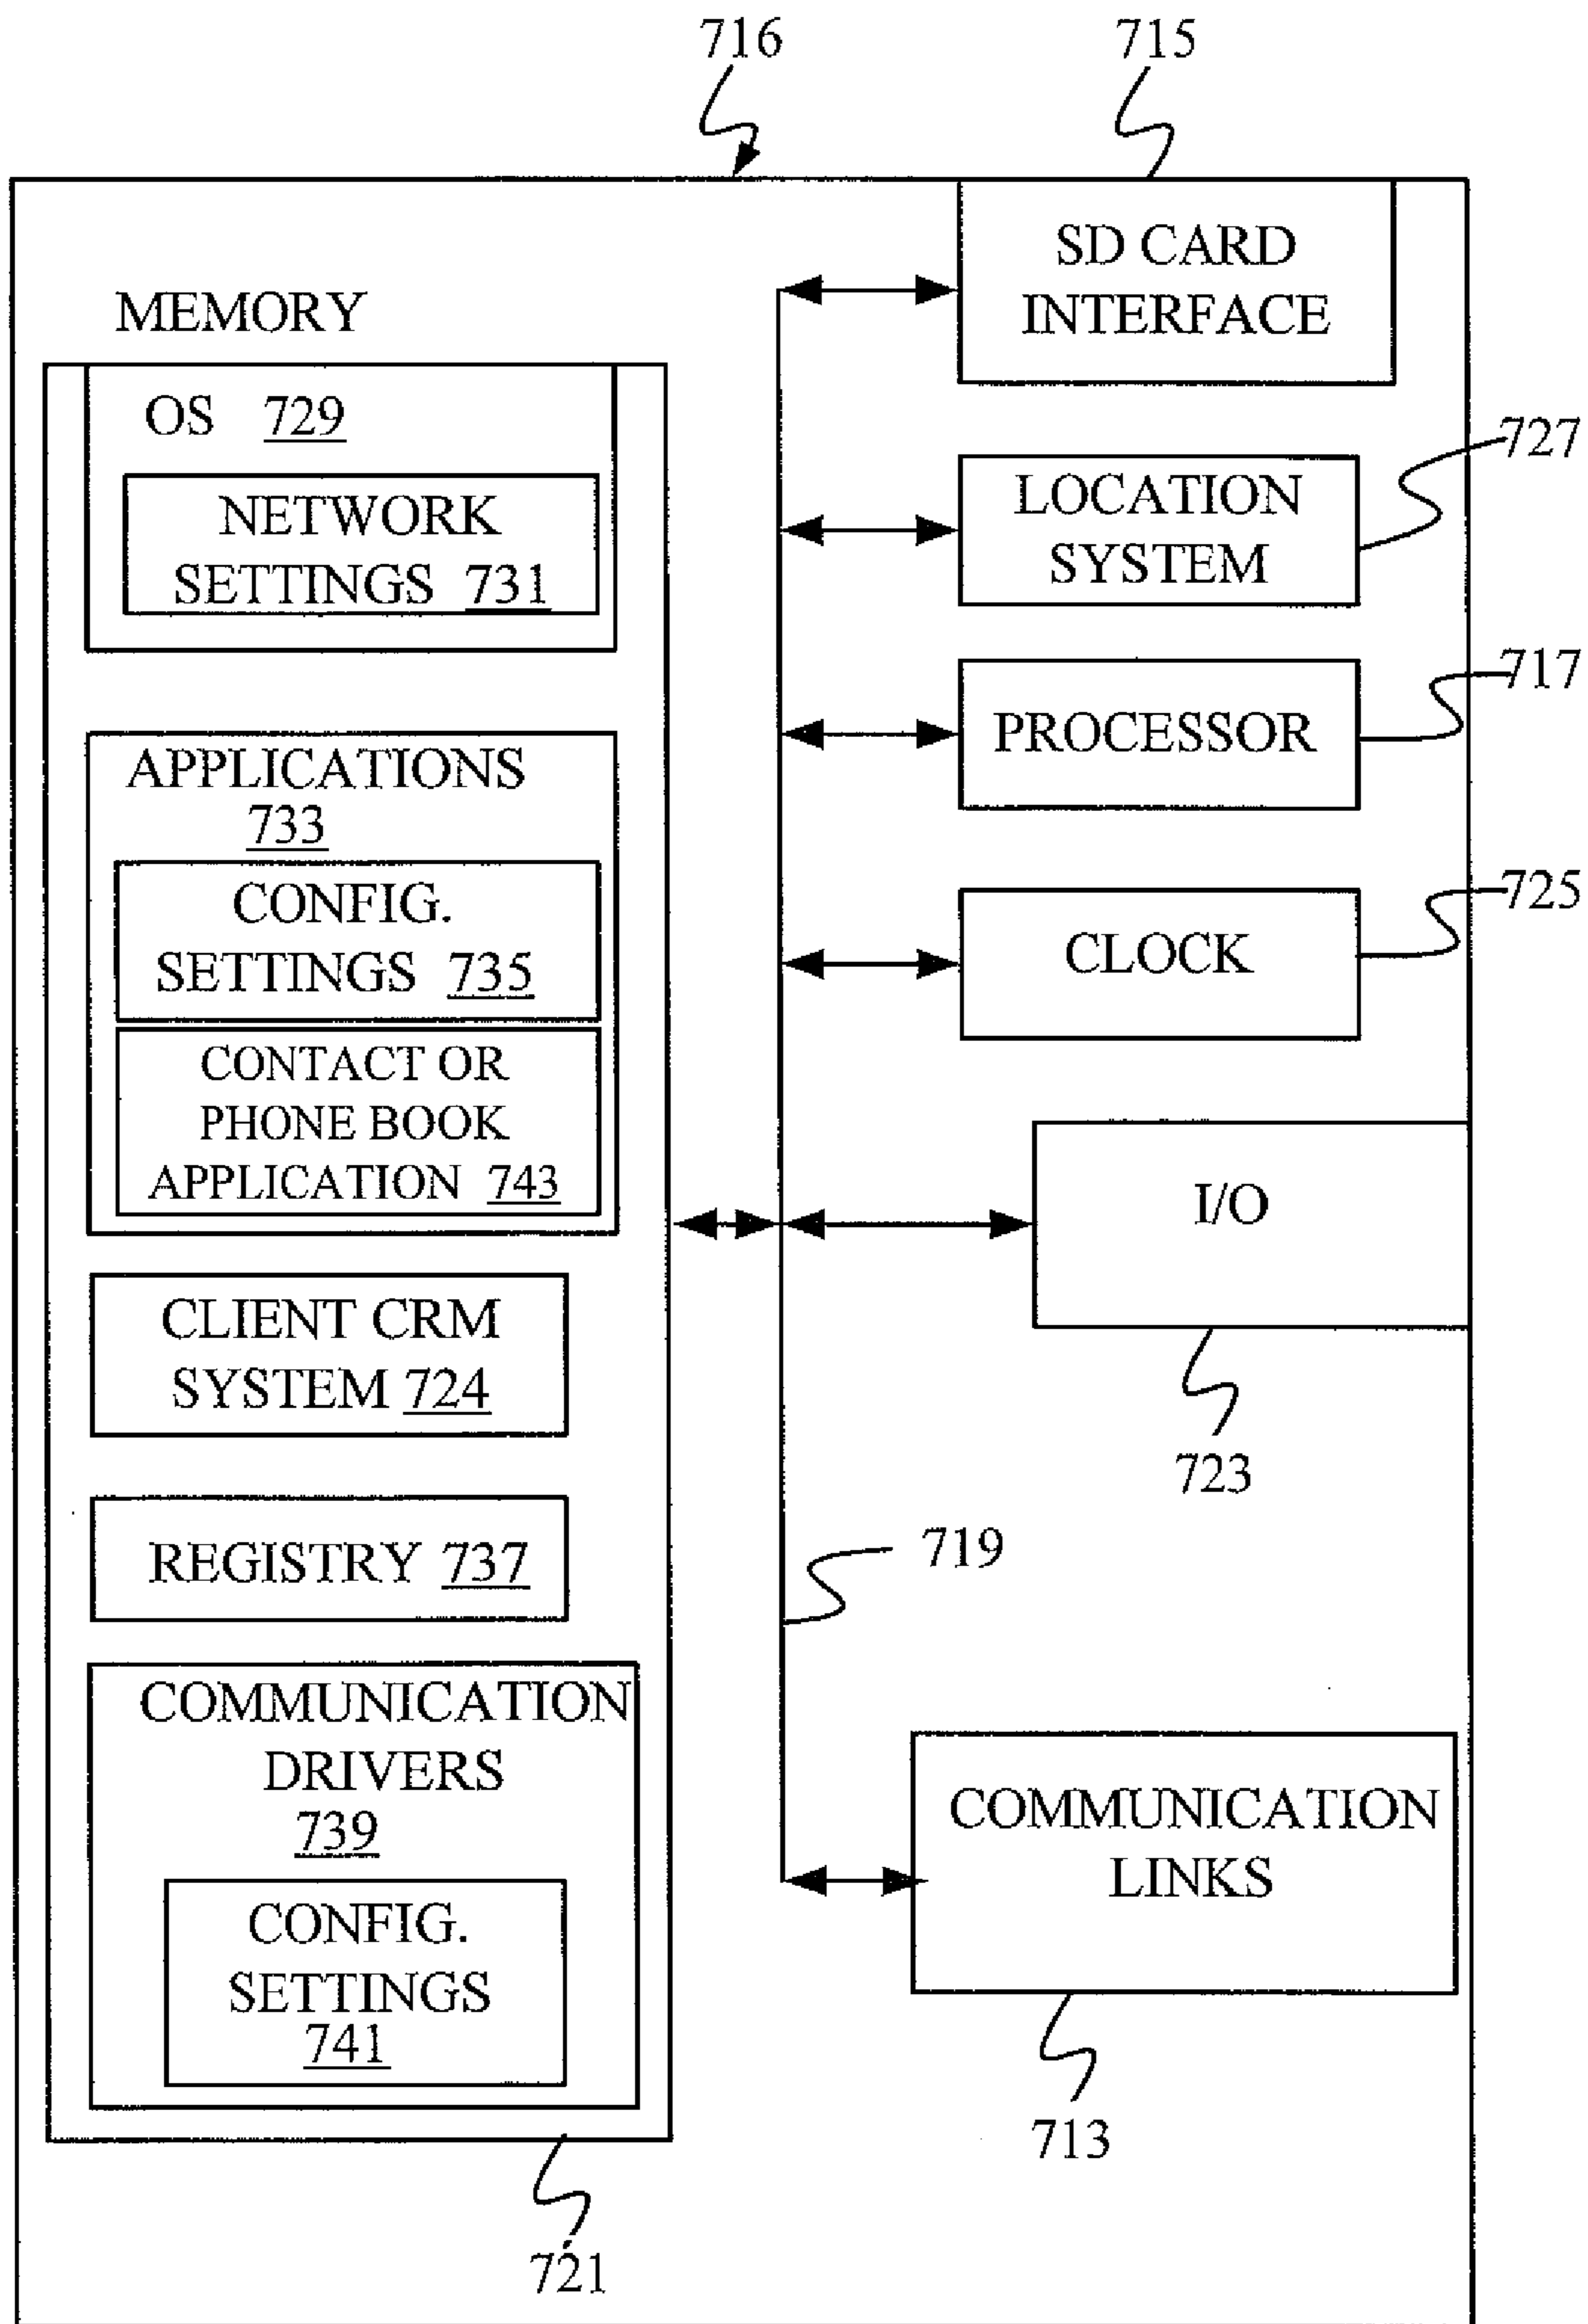 716
715
SD CARD
INTERFACE
MEMORY
OS 729
NETWORK
SETTINGS 731
727
LOCATION
SYSTEM
717
PROCESSOR
APPLICATIONS
733
CONFIG.
SETTINGS 735
725
CLOCK
CONTACT OR
PHONE BOOK
APPLICATION 743
I/O
723
CLIENT CRM
SYSTEM 724
REGISTRY 737
719
COMMUNICATION
DRIVERS
739
CONFIG.
SETTINGS
741
COMMUNICATION
LINKS
713
721